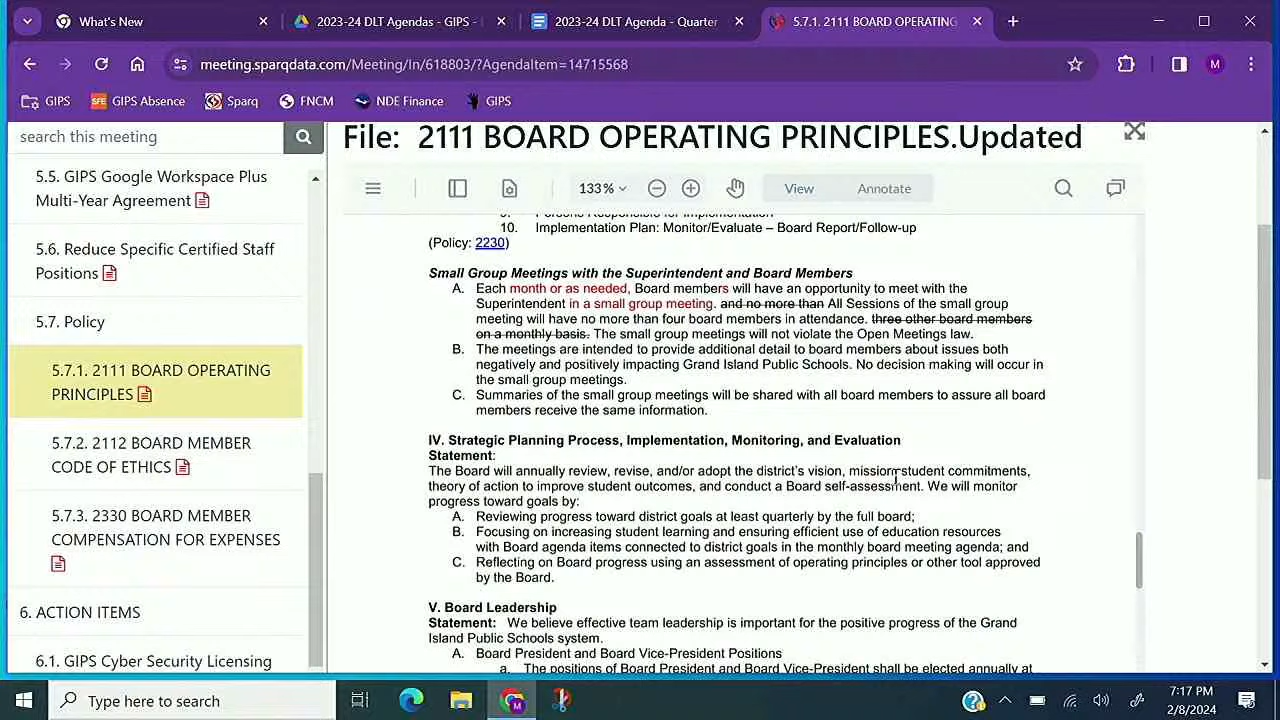 What's New
2023-24 DLT Agendas - GIPS -
2023-24 DLT Agenda - Quarter
5.7.1. 2111 BOARD OPERATING
meeting.sparqdata.com/Meeting/In/618803/?AgendaItem=14715568
M
GIPS
SFE GIPS Absence
Sparq
FNCM
NDE Finance
GIPS
search this meeting
5.5. GIPS Google Workspace Plus
Multi-Year Agreement
5.6. Reduce Specific Certified Staff
Positions
5.7. Policy
5.7.1. 2111 BOARD OPERATING
PRINCIPLES
5.7.2. 2112 BOARD MEMBER
CODE OF ETHICS
5.7.3. 2330 BOARD MEMBER
COMPENSATION FOR EXPENSES
6. ACTION ITEMS
6.1. GIPS Cyber Security Licensing
File: 2111 BOARD OPERATING PRINCIPLES.Updated
133%
View
Annotate
9. Persons Responsible for Implementation
10. Implementation Plan: Monitor/Evaluate – Board Report/Follow-up
(Policy: 2230)
Small Group Meetings with the Superintendent and Board Members
A. Each month or as needed, Board members will have an opportunity to meet with the
Superintendent in a small group meeting. and no more than All Sessions of the small group
meeting will have no more than four board members in attendance. three other board members
on a monthly basis. The small group meetings will not violate the Open Meetings law.
B. The meetings are intended to provide additional detail to board members about issues both
negatively and positively impacting Grand Island Public Schools. No decision making will occur in
the small group meetings.
C. Summaries of the small group meetings will be shared with all board members to assure all board
members receive the same information.
IV. Strategic Planning Process, Implementation, Monitoring, and Evaluation
Statement:
The Board will annually review, revise, and/or adopt the district's vision, mission, student commitments,
theory of action to improve student outcomes, and conduct a Board self-assessment. We will monitor
progress toward goals by:
A. Reviewing progress toward district goals at least quarterly by the full board;
B. Focusing on increasing student learning and ensuring efficient use of education resources
with Board agenda items connected to district goals in the monthly board meeting agenda; and
C. Reflecting on Board progress using an assessment of operating principles or other tool approved
by the Board.
V. Board Leadership
Statement: We believe effective team leadership is important for the positive progress of the Grand
Island Public Schools system.
A. Board President and Board Vice-President Positions
a. The positions of Board President and Board Vice-President shall be elected annually at
Type here to search
7:17 PM
2/8/2024